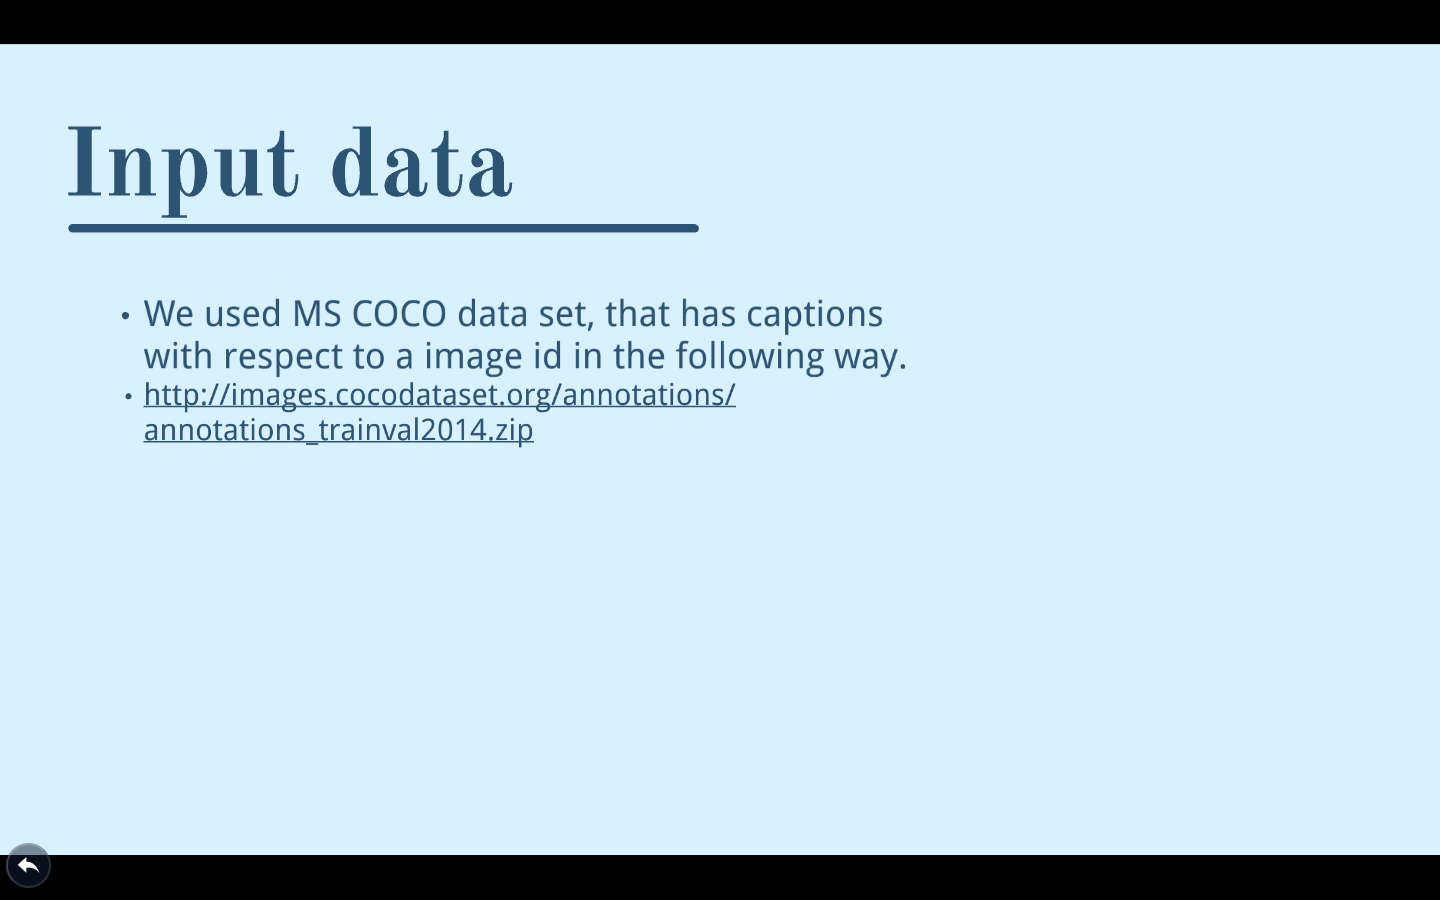 Input data
• We used MS COCO data set, that has captions
with respect to a image id in the following way.
• http://images.cocodataset.org/annotations/
annotations_trainval2014.zip